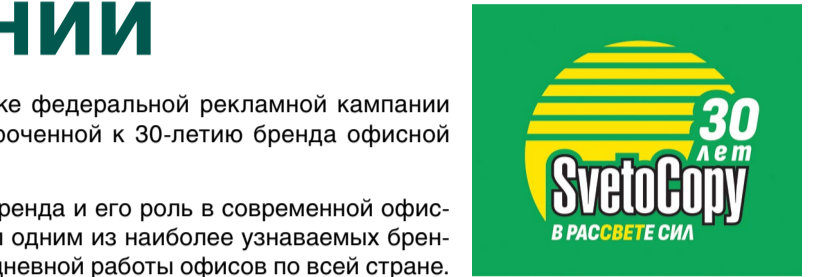 НИИ
ке федеральной рекламной кампании
роченной к 30-летию бренда офисной
ренда и его роль в современной офис-
одним из наиболее узнаваемых брен-
дневной работы офисов по всей стране.
30
лет
SvetoCopy
В РАССВЕТЕ СИЛ